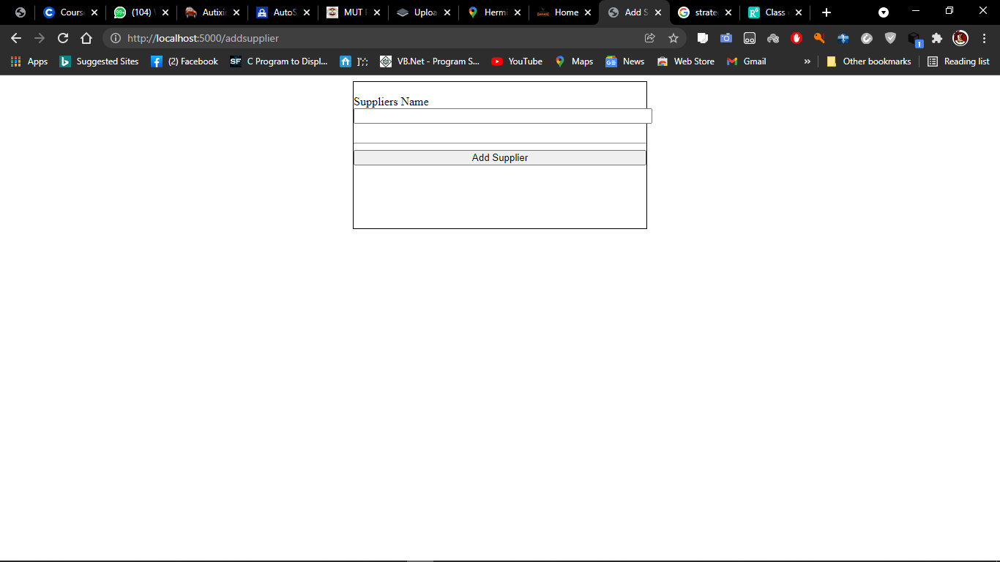 Course (104) Autixi AutoS MUT Uploa Hermi Home Add S strate Class
http://localhost:5000/addsupplier
Apps Suggested Sites (2) Facebook C Program to Displ... ]';'; VB.Net - Program S... YouTube Maps News Web Store Gmail » Other bookmarks Reading list
Suppliers Name
Add Supplier